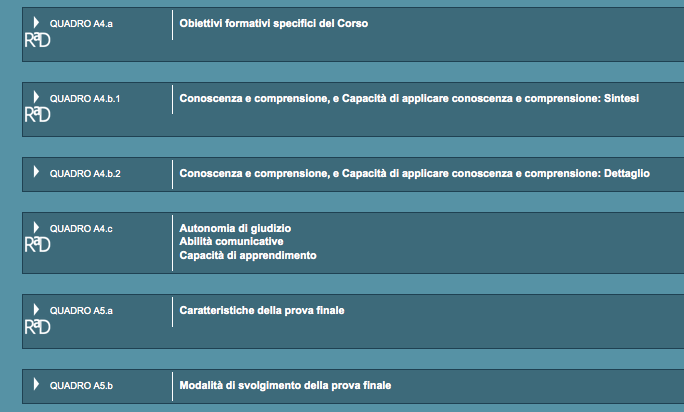 QUADRO A4.a
Obiettivi formativi specifici del Corso
RaD
QUADRO A4.b.1
Conoscenza e comprensione, e Capacità di applicare conoscenza e comprensione: Sintesi
RaD
QUADRO A4.b.2
Conoscenza e comprensione, e Capacità di applicare conoscenza e comprensione: Dettaglio
QUADRO A4.c
Autonomia di giudizio
Abilità comunicative
Capacità di apprendimento
RaD
QUADRO A5.a
Caratteristiche della prova finale
RaD
QUADRO A5.b
Modalità di svolgimento della prova finale